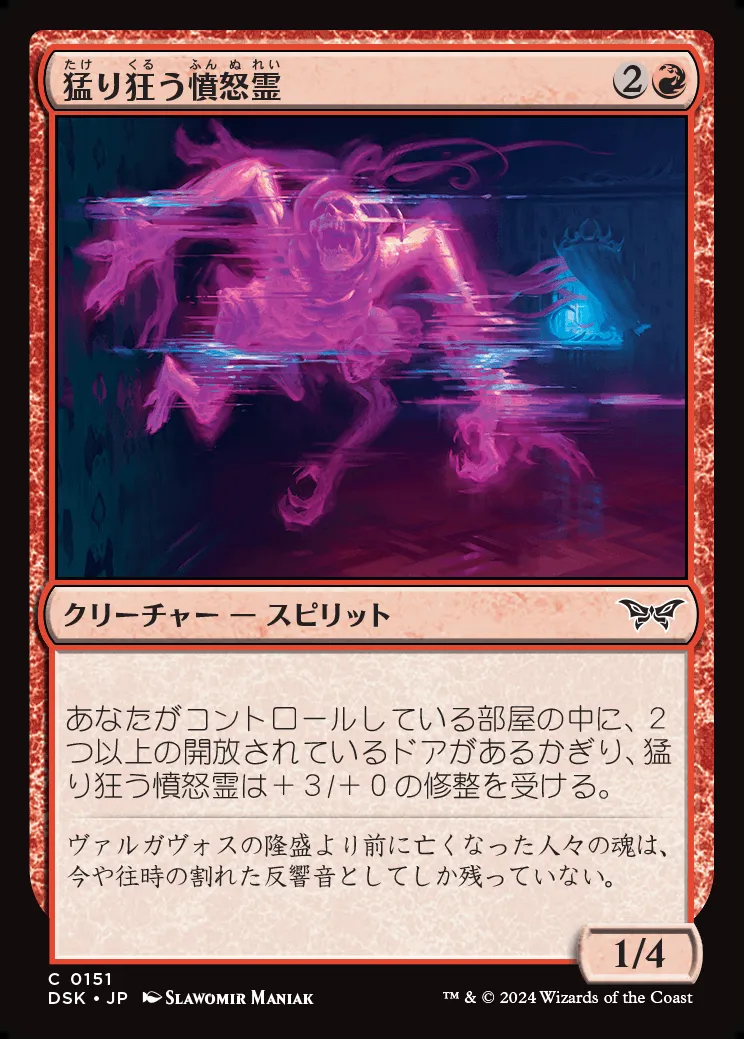 猛り狂う憤怒霊
たけ くる ふん ぬ れい
2
クリーチャー — スピリット
あなたがコントロールしている部屋の中に、2
つ以上の開放されているドアがあるかぎり、猛
り狂う憤怒霊は+3/+0の修整を受ける。
ヴァルガヴォスの隆盛より前に亡くなった人々の魂は、
今や往時の割れた反響音としてしか残っていない。
1/4
C 0151
DSK • JP Slawomir Maniak
™ & © 2024 Wizards of the Coast